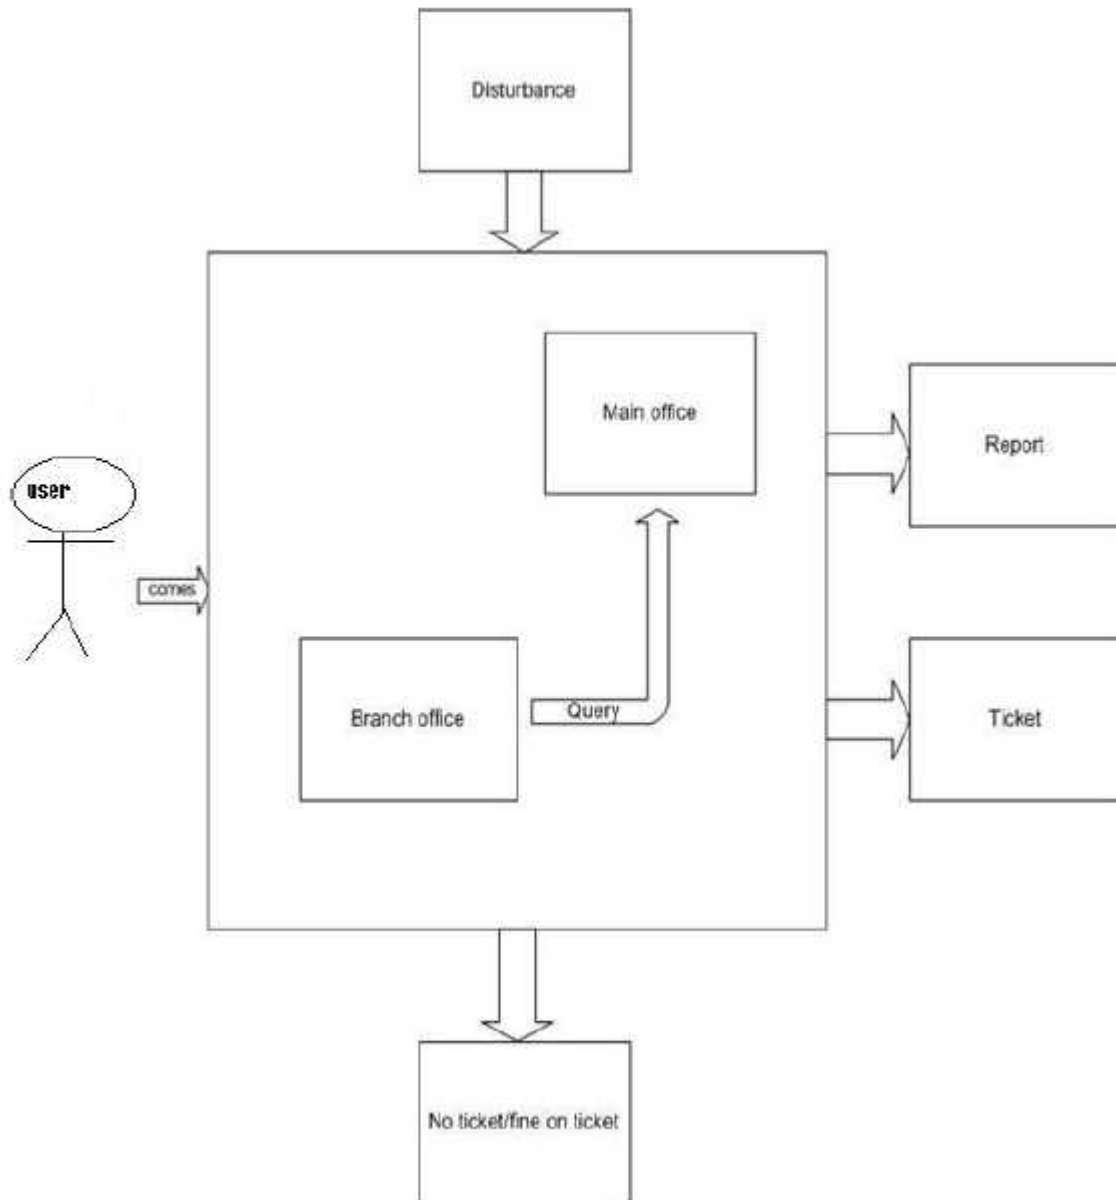 Disturbance
Main office
Report
user
comes
Branch office
Query
Ticket
No ticket/fine on ticket